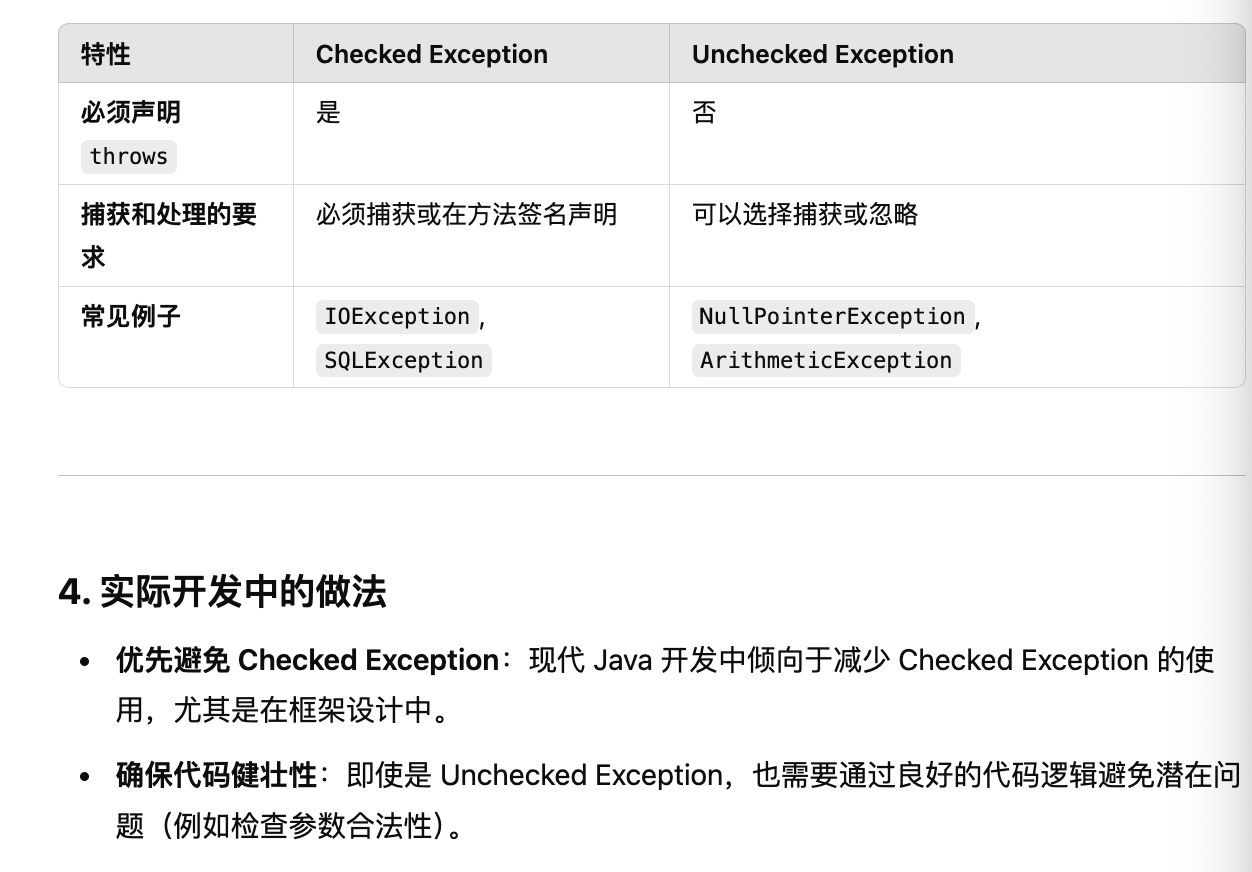 特性 Checked Exception Unchecked Exception
必须声明 是 否
throws
捕获和处理的要 必须捕获或在方法签名声明 可以选择捕获或忽略
求
常见例子 IOException, NullPointerException,
SQLException ArithmeticException
4. 实际开发中的做法
• 优先避免 Checked Exception：现代 Java 开发中倾向于减少 Checked Exception 的使
用，尤其是在框架设计中。
• 确保代码健壮性：即使是 Unchecked Exception，也需要通过良好的代码逻辑避免潜在问
题（例如检查参数合法性）。